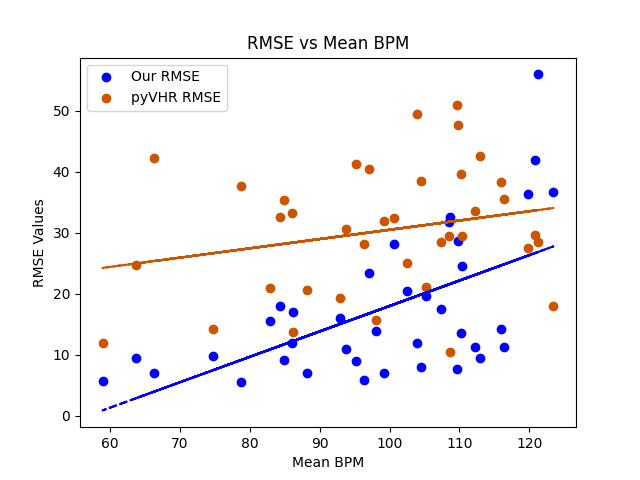 RMSE vs Mean BPM
Our RMSE
pyVHR RMSE
50
40
30
20
10
0
RMSE Values
60 70 80 90 100 110 120
Mean BPM